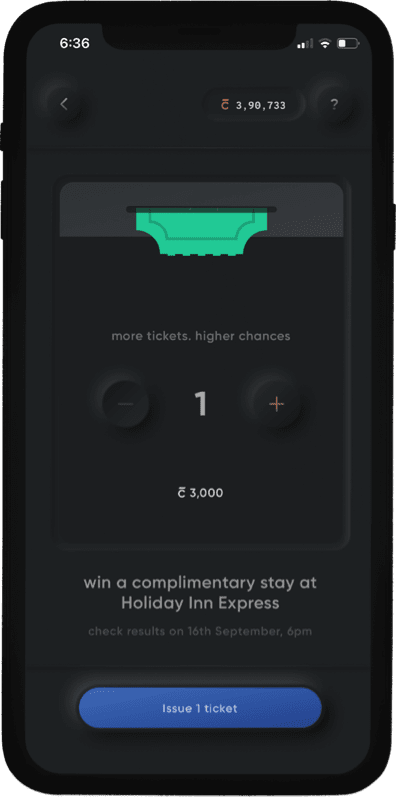 6:36
C̅ 3,90,733
?
more tickets. higher chances
1
C̅ 3,000
win a complimentary stay at
Holiday Inn Express
check results on 16th September, 6pm
Issue 1 ticket